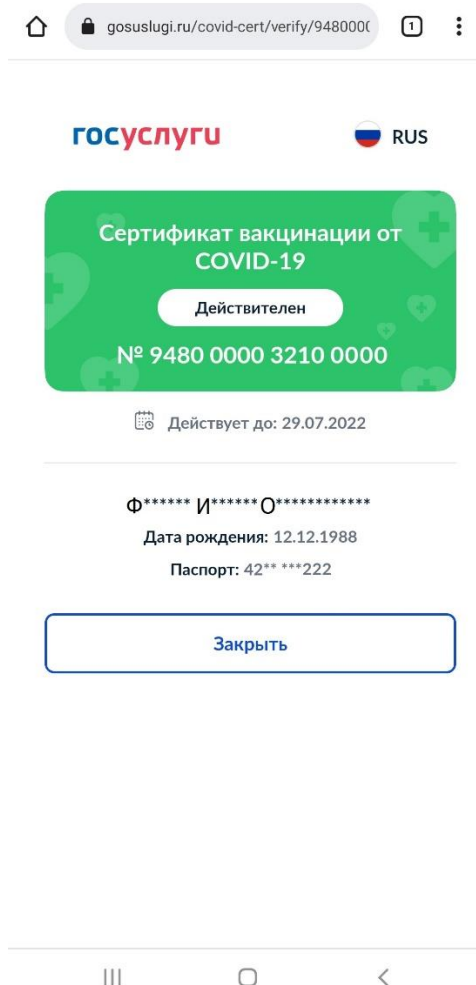 gosuslugi.ru/covid-cert/verify/9480000
1
госуслуги
RUS
Сертификат вакцинации от
COVID-19
Действителен
№ 9480 0000 3210 0000
Действует до: 29.07.2022
Ф****** И****** О************
Дата рождения: 12.12.1988
Паспорт: 42** ***222
Закрыть